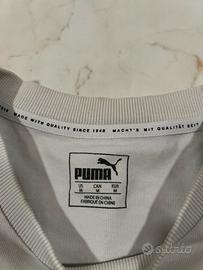 MADE WITH QUALITY SINCE 1948 MACHT'S MIT QUALITÄT SEIT
PUMA
US CAN EUR
M M M
MADE IN CHINA
FABRIQUÉ EN CHINE
subito